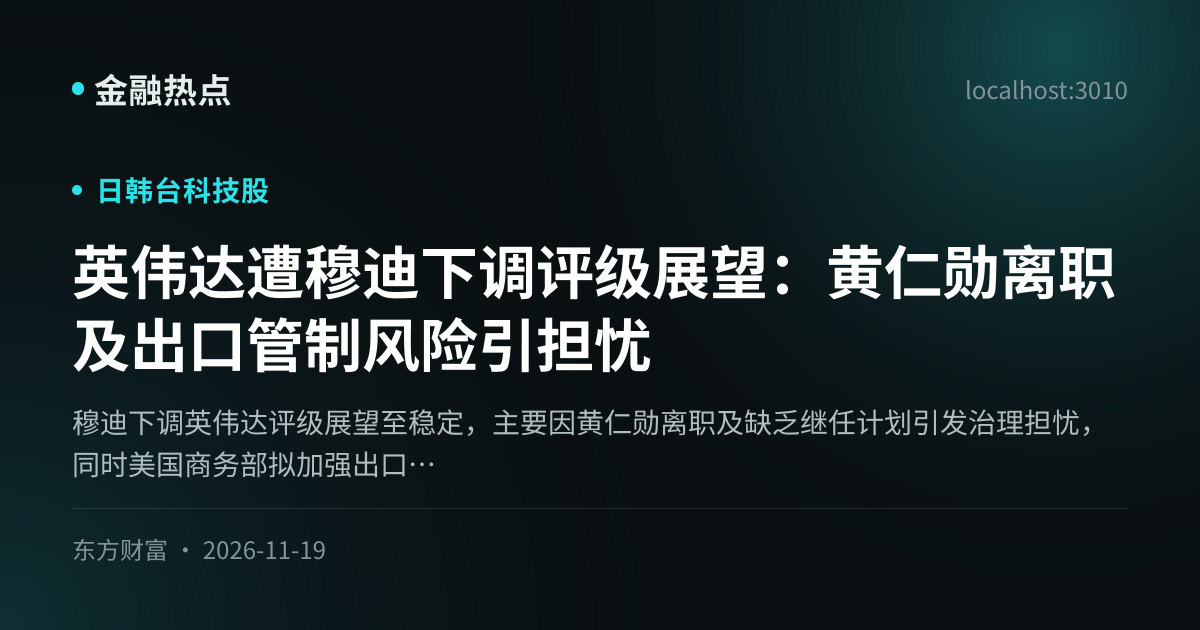 金融热点
localhost:3010
日韩台科技股
英伟达遭穆迪下调评级展望：黄仁勋离职
及出口管制风险引担忧
穆迪下调英伟达评级展望至稳定，主要因黄仁勋离职及缺乏继任计划引发治理担忧，
同时美国商务部拟加强出口…
东方财富 • 2026-11-19